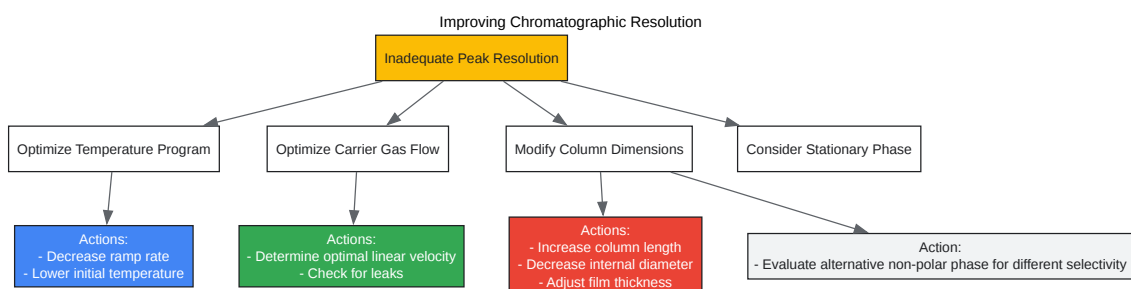 Improving Chromatographic Resolution
Inadequate Peak Resolution
Optimize Temperature Program
Optimize Carrier Gas Flow
Modify Column Dimensions
Consider Stationary Phase
Actions:
- Decrease ramp rate
- Lower initial temperature
Actions:
- Determine optimal linear velocity
- Check for leaks
Actions:
- Increase column length
- Decrease internal diameter
- Adjust film thickness
Action:
- Evaluate alternative non-polar phase for different selectivity